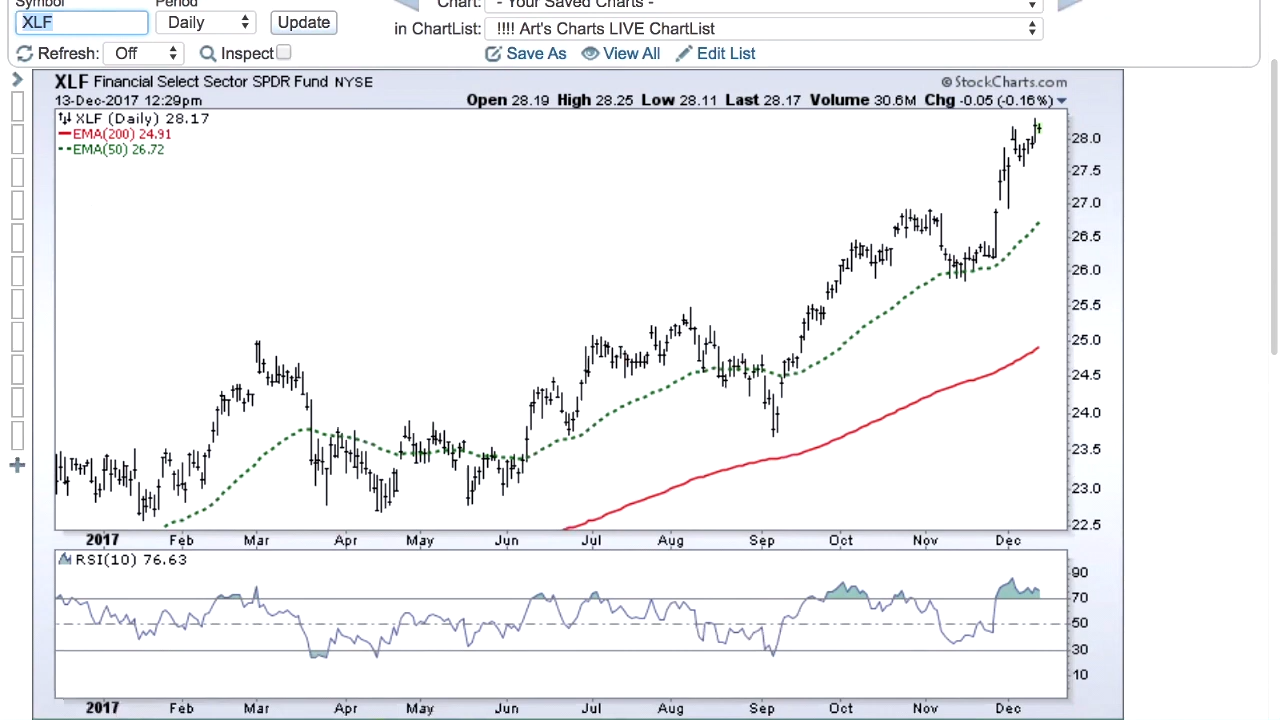 Symbol Period Chart: - Your Saved Charts -
XLF Daily Update in ChartList: !!!! Art's Charts LIVE ChartList
Refresh: Off Inspect Save As View All Edit List
XLF Financial Select Sector SPDR Fund NYSE © StockCharts.com
13-Dec-2017 12:29pm Open 28.19 High 28.25 Low 28.11 Last 28.17 Volume 30.6M Chg -0.05 (-0.16%)
XLF (Daily) 28.17
EMA(200) 24.91
EMA(50) 26.72
28.0
27.5
27.0
26.5
26.0
25.5
25.0
24.5
24.0
23.5
23.0
22.5
2017 Feb Mar Apr May Jun Jul Aug Sep Oct Nov Dec
RSI(10) 76.63
90
70
50
30
10
2017 Feb Mar Apr May Jun Jul Aug Sep Oct Nov Dec